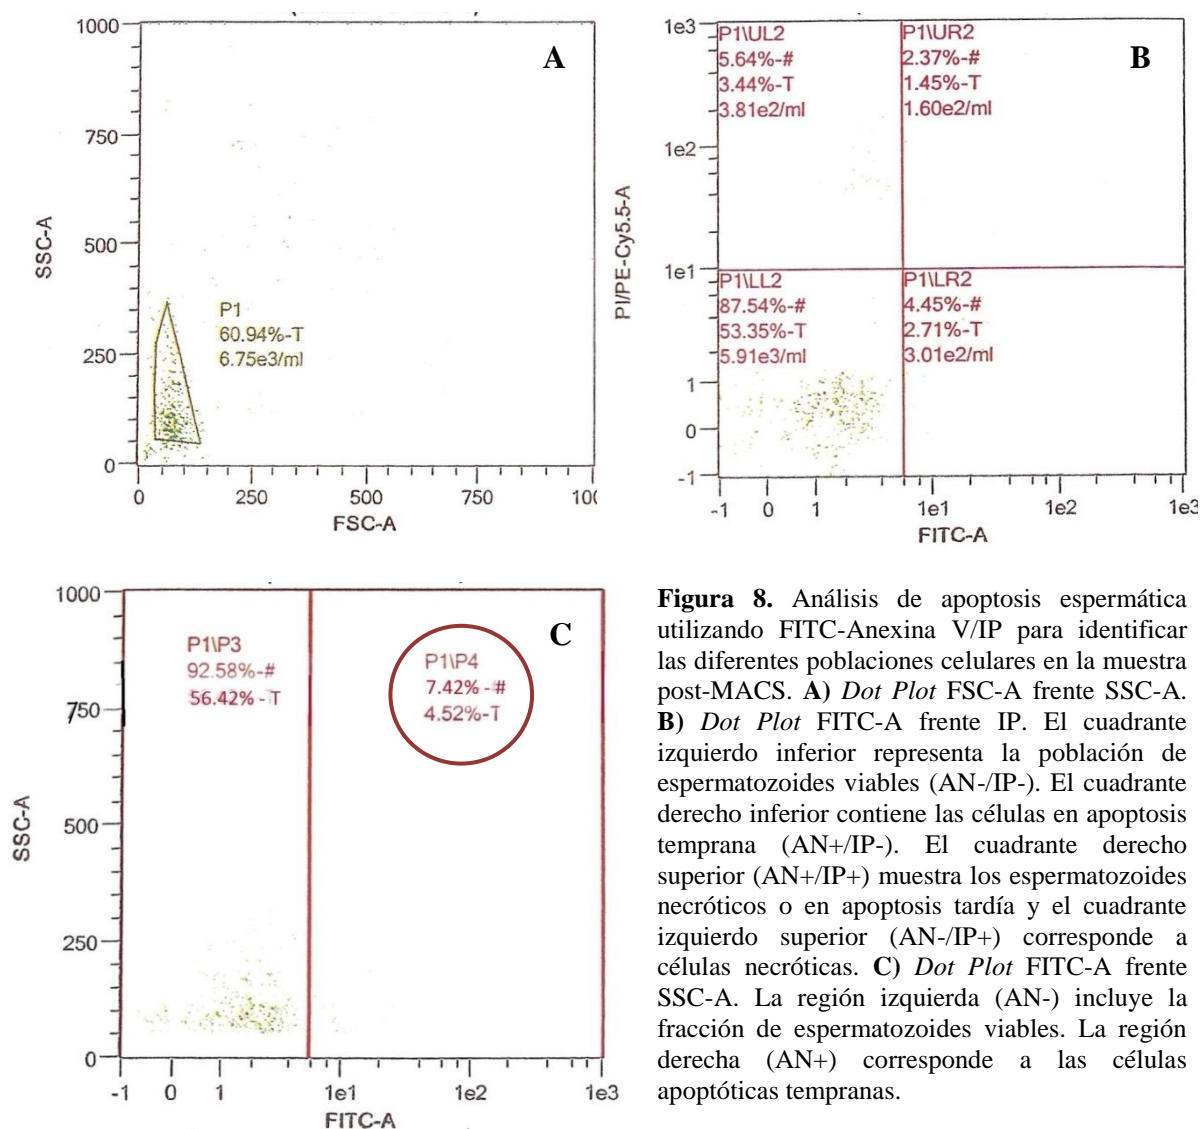 1000
750
500
250
0
SSC-A
A
P1
60.94%-T
6.75e3/ml
0
250
500
750
FSC-A
1e3
1e2
1e1
1
0
-1
PI/PE-Cy5.5-A
P1\UL2
5.64%-#
3.44%-T
3.81e2/ml
P1\UR2
2.37%-#
1.45%-T
1.60e2/ml
B
P1\LL2
87.54%-#
53.35%-T
5.91e3/ml
P1\LR2
4.45%-#
2.71%-T
3.01e2/ml
-1
0
1
1e1
1e2
1e3
FITC-A
1000
750
500
250
0
SSC-A
P1\P3
92.58%-#
56.42% -T
P1\P4
7.42% -#
4.52%-T
C
-1
0
1
1e1
1e2
1e3
FITC-A
Figura 8. Análisis de apoptosis espermática
utilizando FITC-Anexina V/IP para identificar
las diferentes poblaciones celulares en la muestra
post-MACS. A) Dot Plot FSC-A frente SSC-A.
B) Dot Plot FITC-A frente IP. El cuadrante
izquierdo inferior representa la población de
espermatozoides viables (AN-/IP-). El cuadrante
derecho inferior contiene las células en apoptosis
temprana (AN+/IP-). El cuadrante derecho
superior (AN+/IP+) muestra los espermatozoides
necróticos o en apoptosis tardía y el cuadrante
izquierdo superior (AN-/IP+) corresponde a
células necróticas. C) Dot Plot FITC-A frente
SSC-A. La región izquierda (AN-) incluye la
fracción de espermatozoides viables. La región
derecha (AN+) corresponde a las células
apoptóticas tempranas.